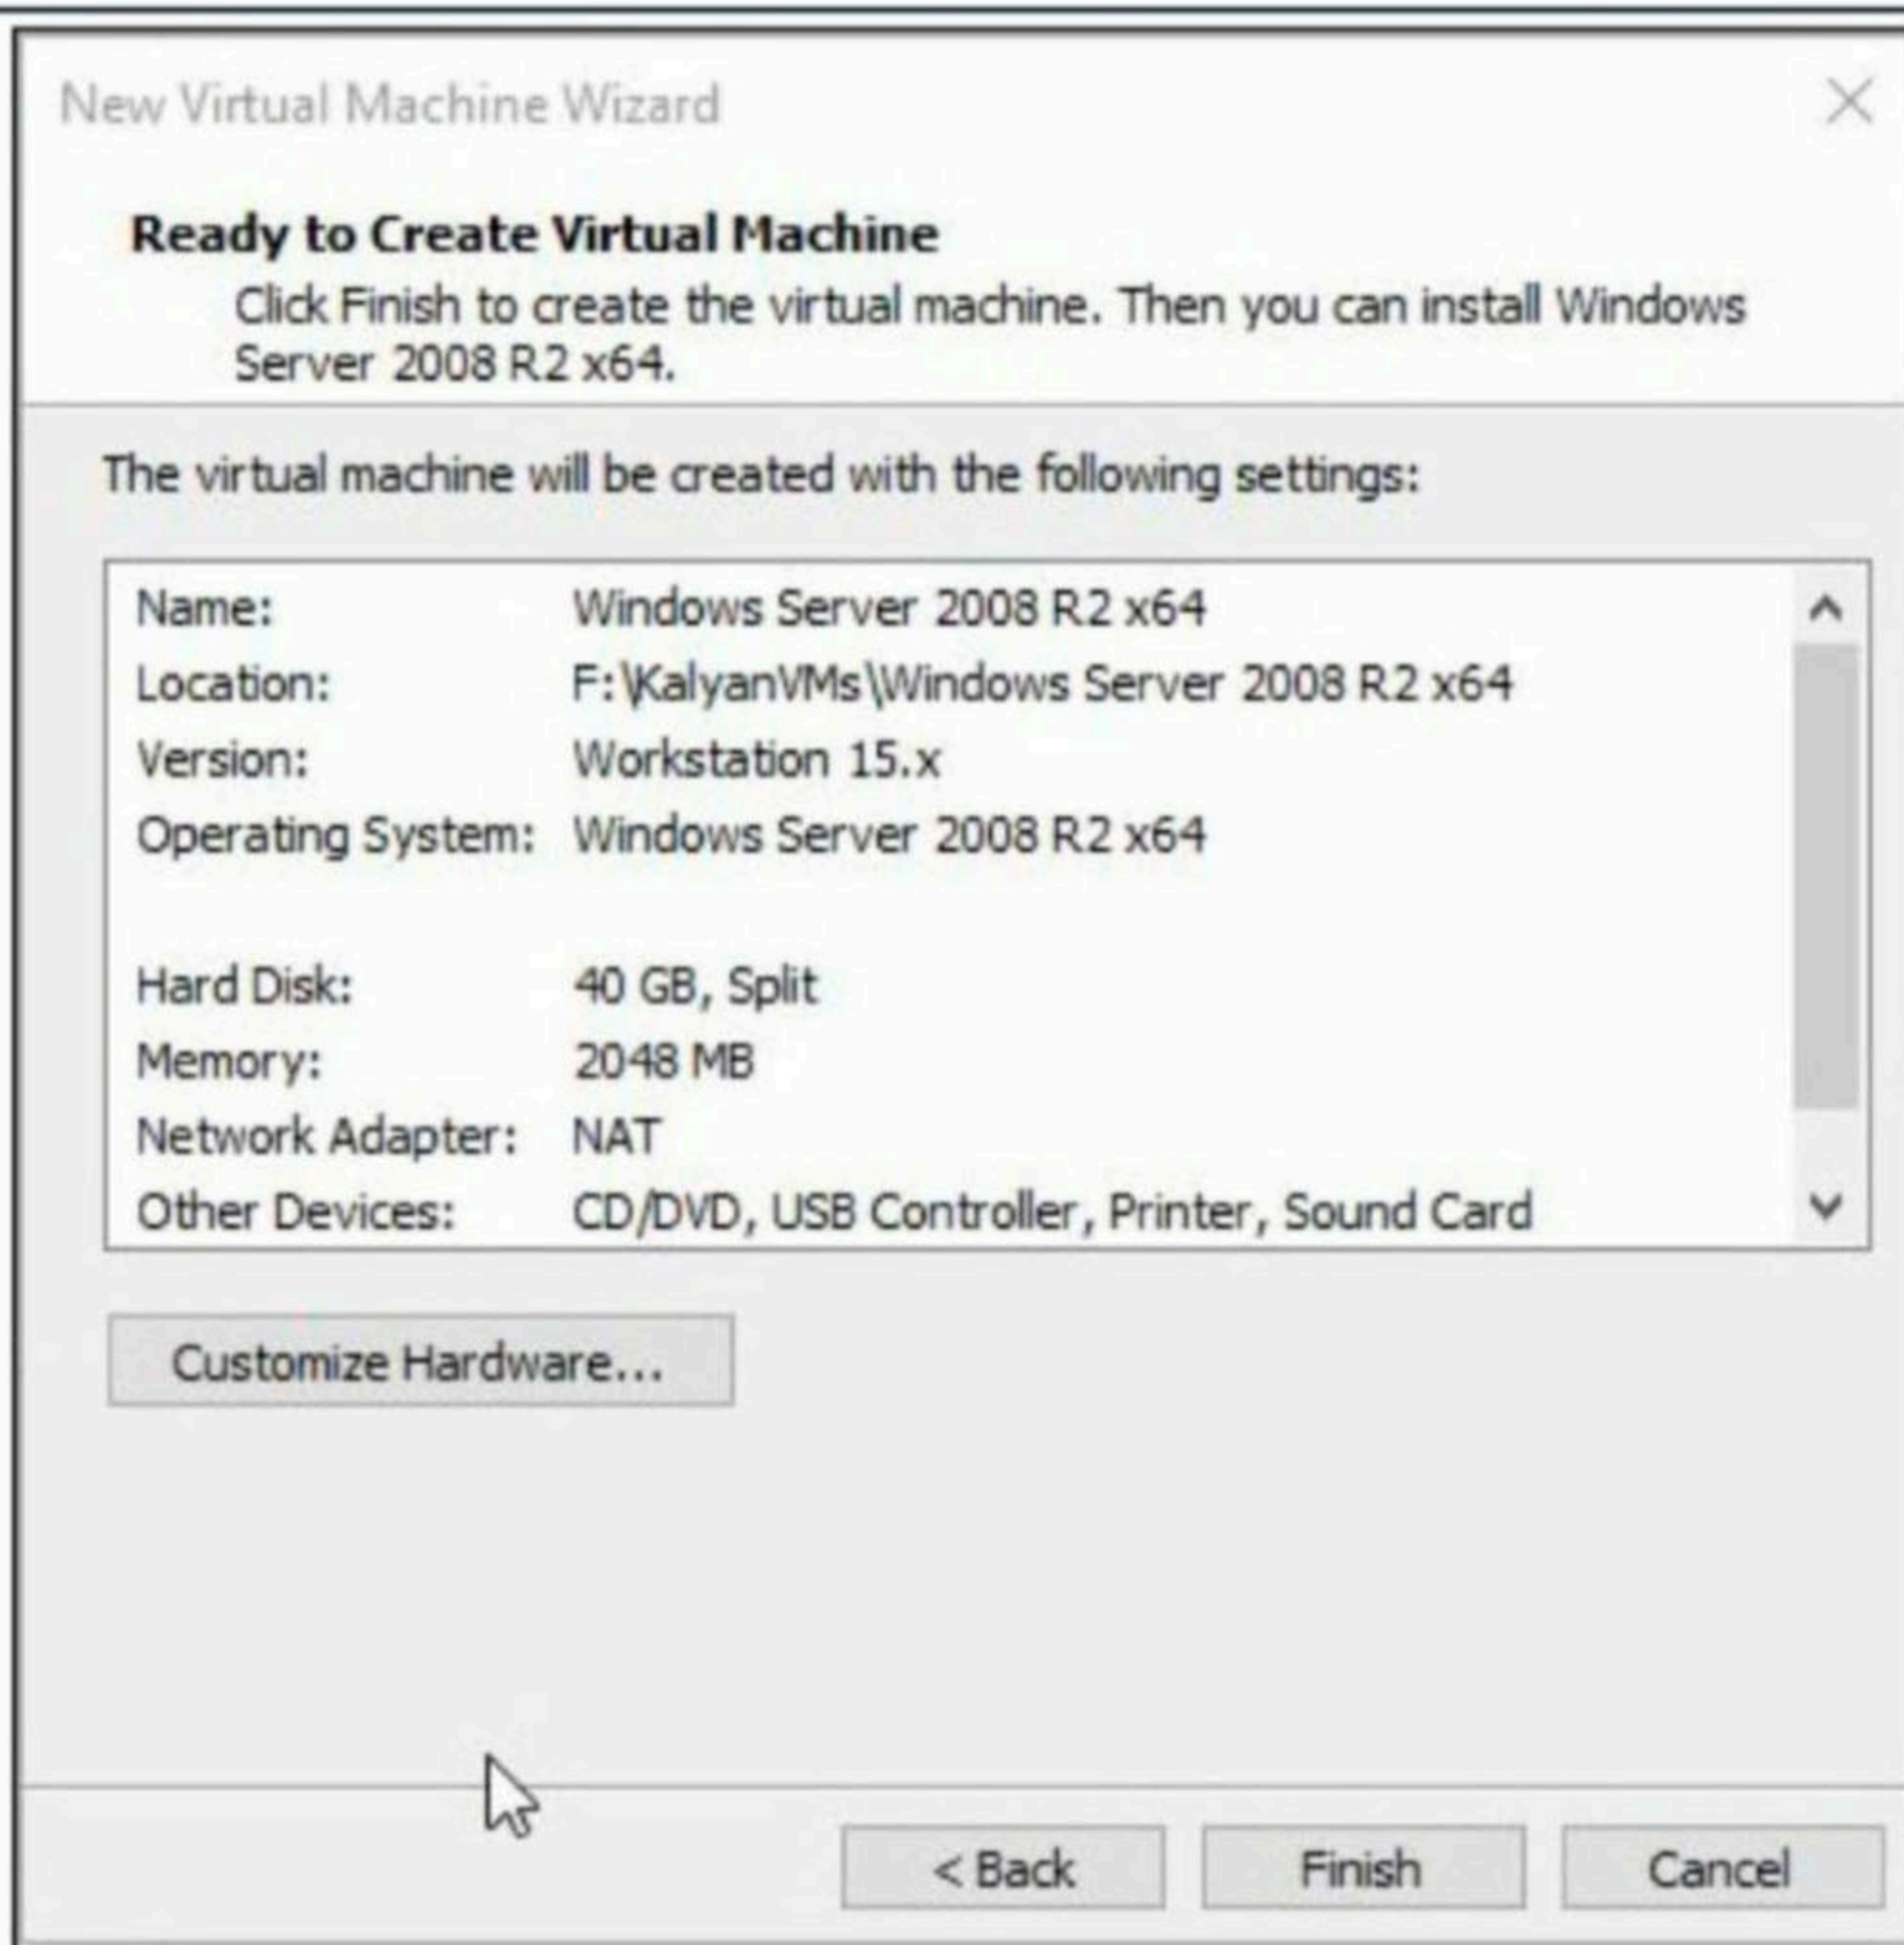 New Virtual Machine Wizard
Ready to Create Virtual Machine
Click Finish to create the virtual machine. Then you can install Windows
Server 2008 R2 x64.
The virtual machine will be created with the following settings:
Name: Windows Server 2008 R2 x64
Location: F:\KalyanVMs\Windows Server 2008 R2 x64
Version: Workstation 15.x
Operating System: Windows Server 2008 R2 x64
Hard Disk: 40 GB, Split
Memory: 2048 MB
Network Adapter: NAT
Other Devices: CD/DVD, USB Controller, Printer, Sound Card
Customize Hardware...
< Back Finish Cancel